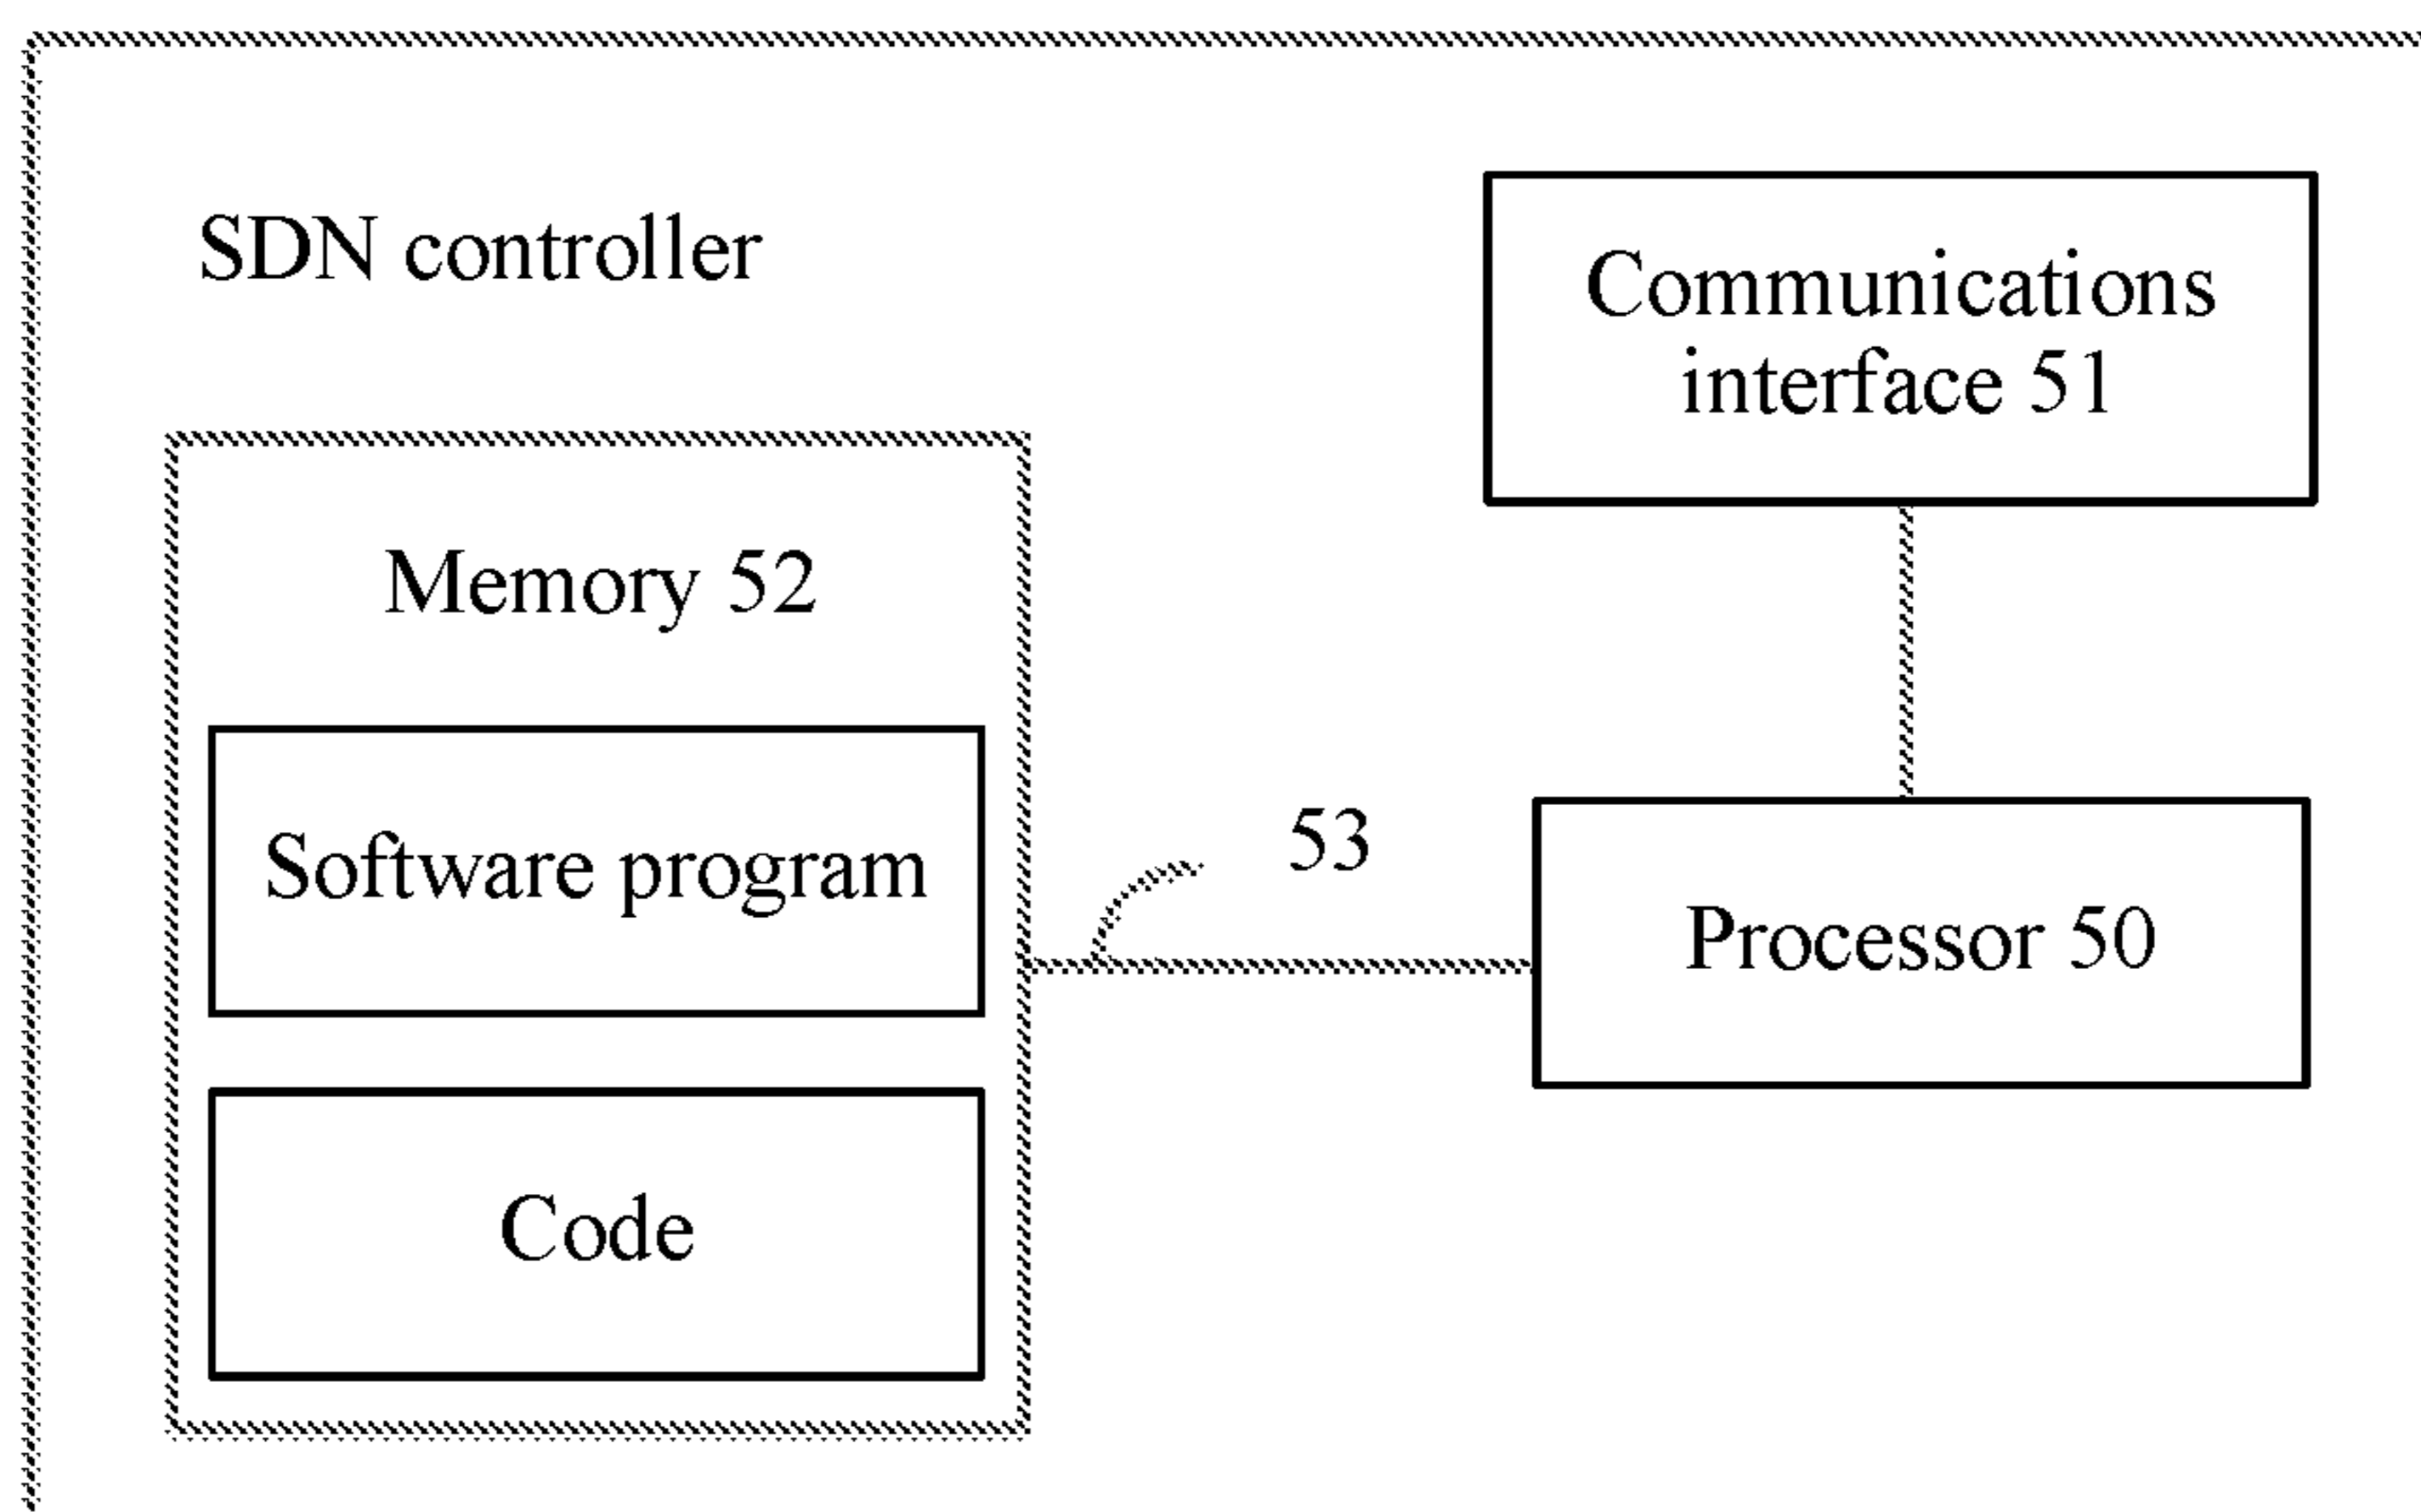 SDN controller
Communications
interface 51
Memory 52
Software program
53
Processor 50
Code